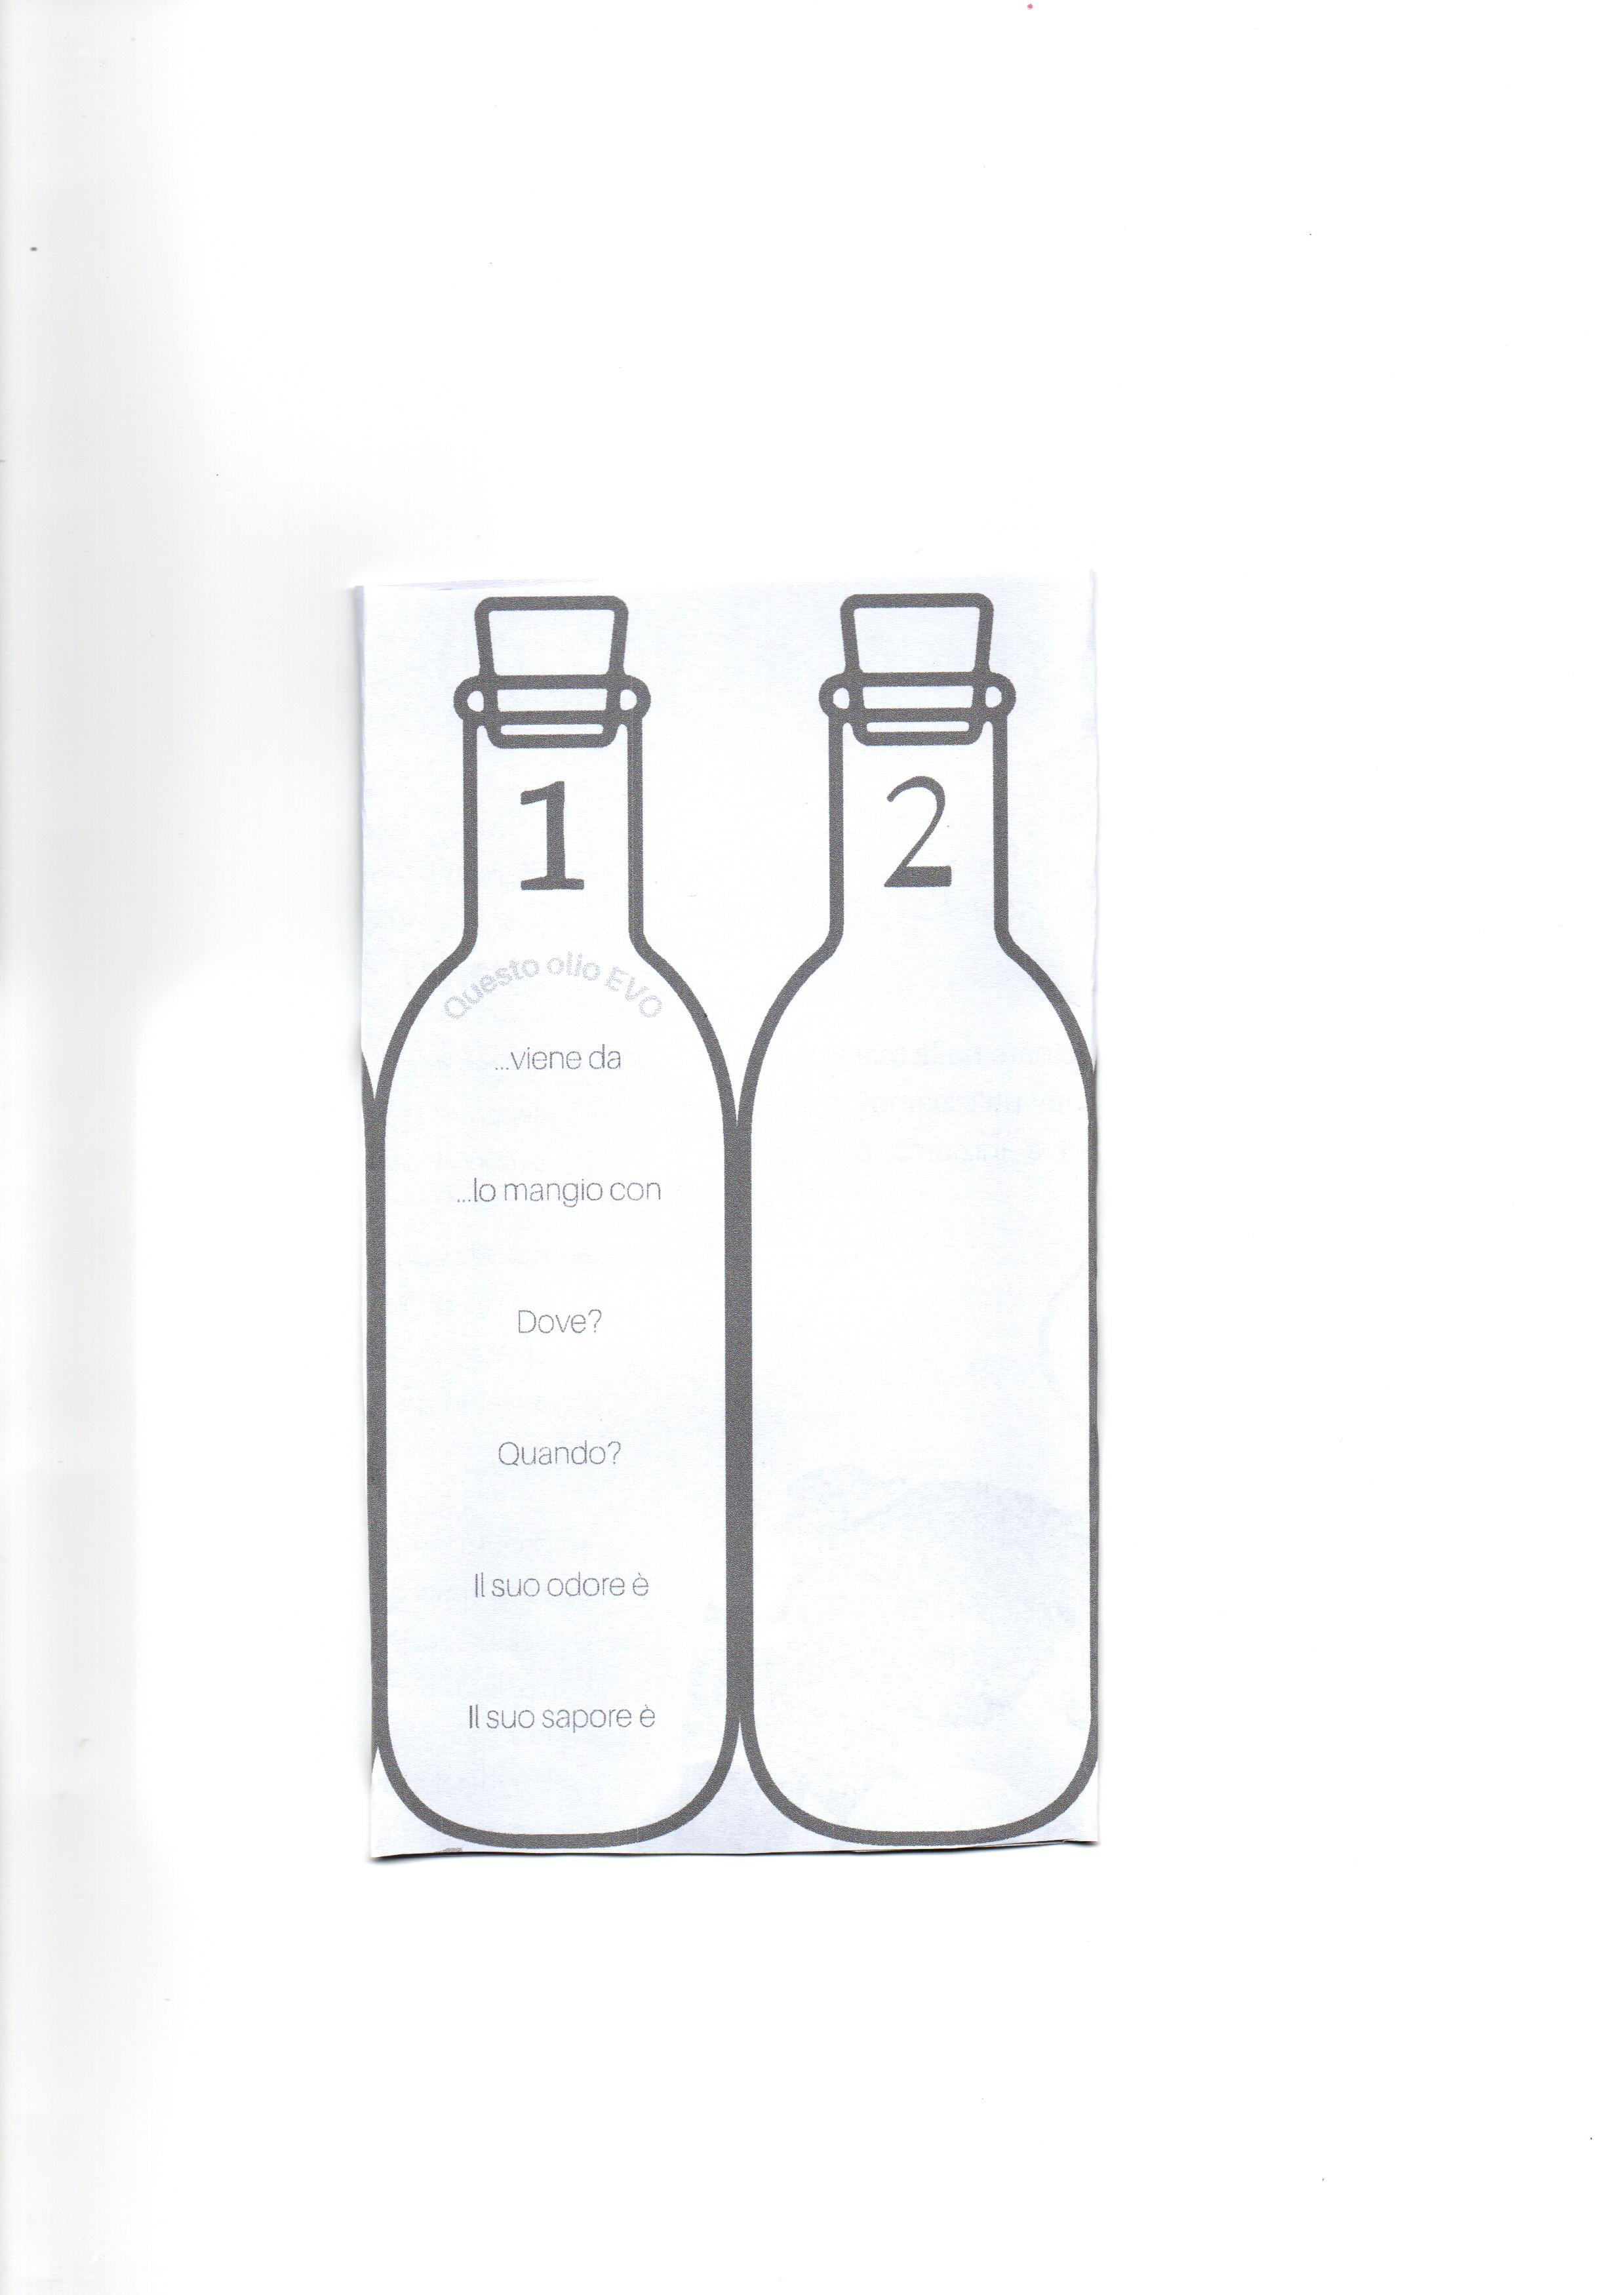 1
2
Questo olio EVO
...viene da
...lo mangio con
Dove?
Quando?
Il suo odore è
Il suo sapore è